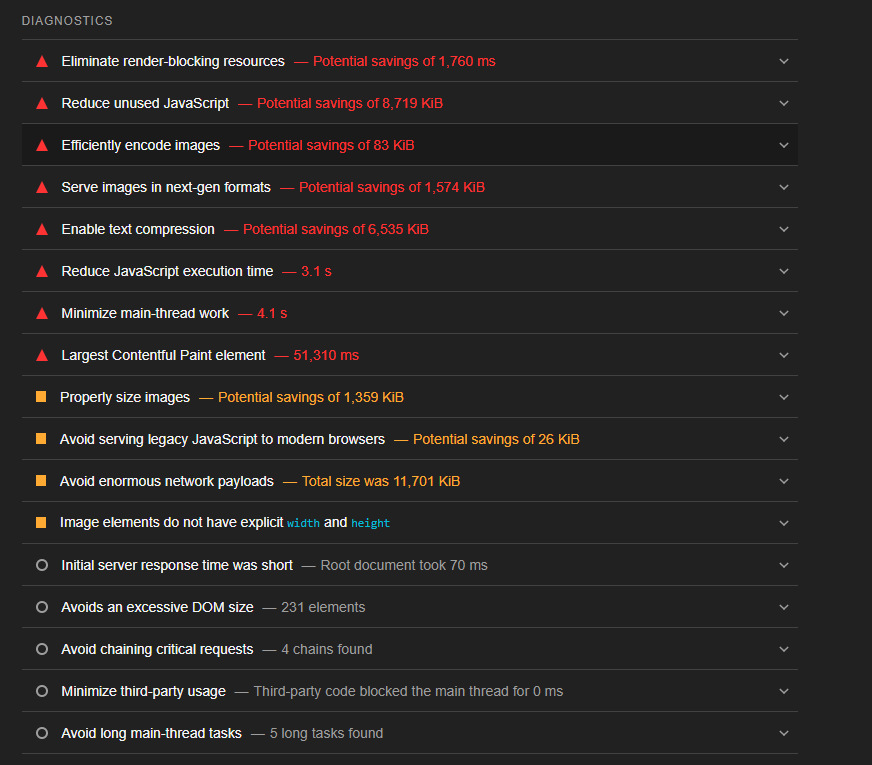 DIAGNOSTICS
Eliminate render-blocking resources — Potential savings of 1,760 ms
Reduce unused JavaScript — Potential savings of 8,719 KiB
Efficiently encode images — Potential savings of 83 KiB
Serve images in next-gen formats — Potential savings of 1,574 KiB
Enable text compression — Potential savings of 6,535 KiB
Reduce JavaScript execution time — 3.1 s
Minimize main-thread work — 4.1 s
Largest Contentful Paint element — 51,310 ms
Properly size images — Potential savings of 1,359 KiB
Avoid serving legacy JavaScript to modern browsers — Potential savings of 26 KiB
Avoid enormous network payloads — Total size was 11,701 KiB
Image elements do not have explicit width and height
Initial server response time was short — Root document took 70 ms
Avoids an excessive DOM size — 231 elements
Avoid chaining critical requests — 4 chains found
Minimize third-party usage — Third-party code blocked the main thread for 0 ms
Avoid long main-thread tasks — 5 long tasks found